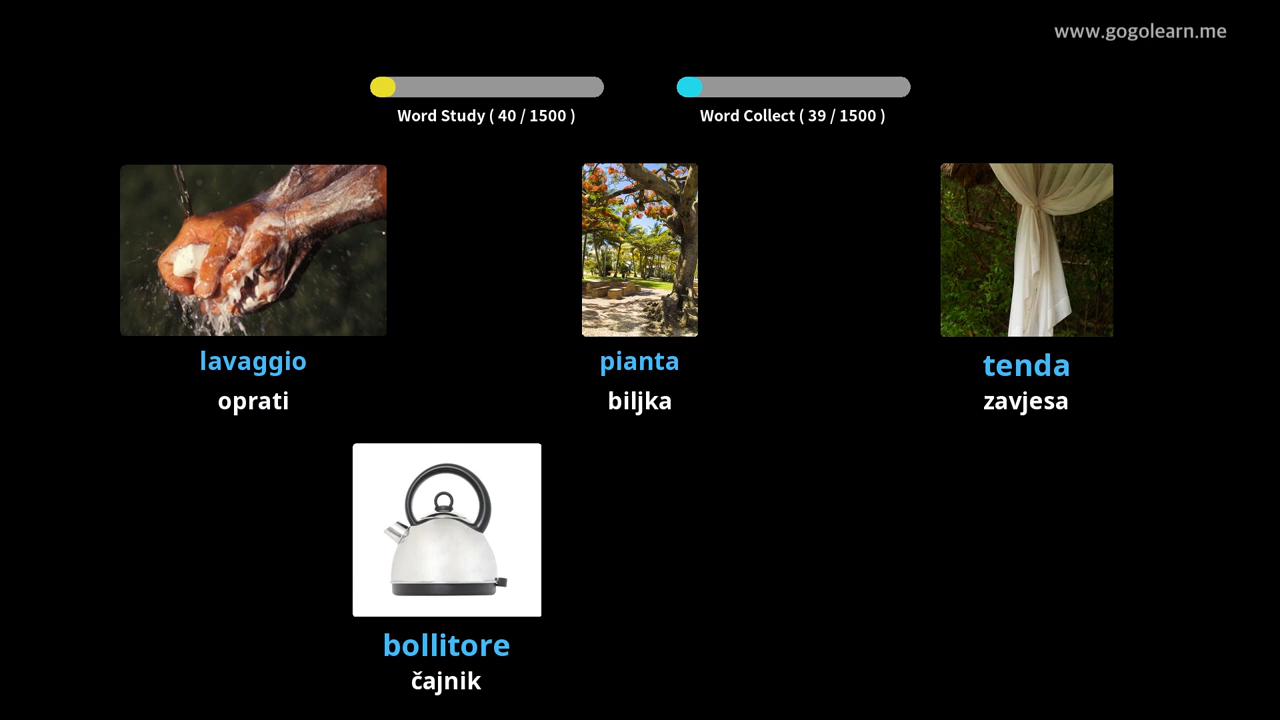 www.gogolearn.me
Word Study ( 40 / 1500 )
Word Collect ( 39 / 1500 )
lavaggio
oprati
pianta
biljka
tenda
zavjesa
bollitore
čajnik